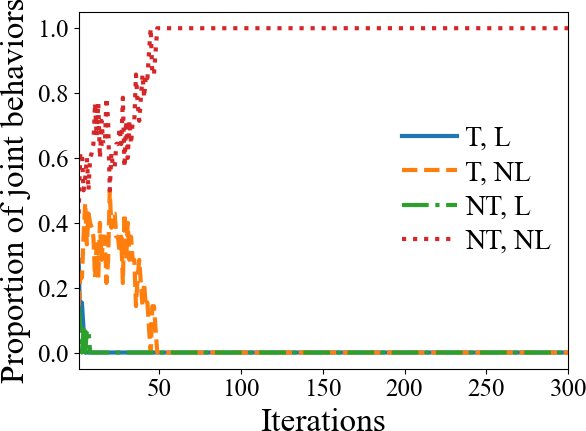 Proportion of joint behaviors
1.0
0.8
0.6
0.4
0.2
0.0
T, L
T, NL
NT, L
NT, NL
50 100 150 200 250 300
Iterations